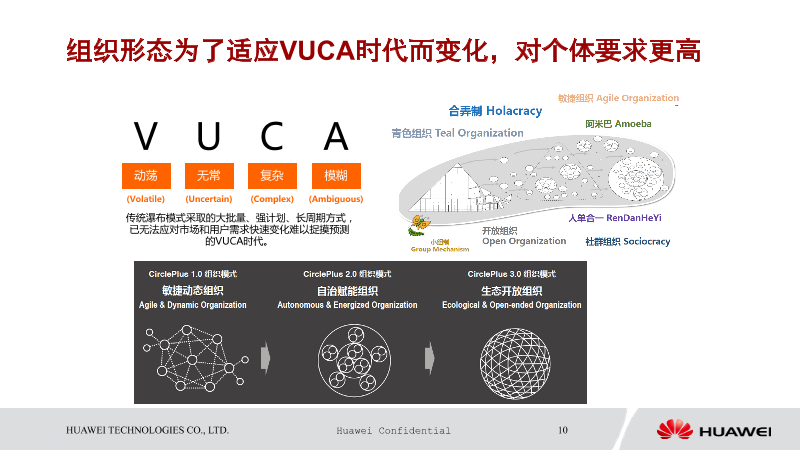 组织形态为了适应VUCA时代而变化，对个体要求更高
V U C A
动荡 无常 复杂 模糊
(Volatile) (Uncertain) (Complex) (Ambiguous)
传统瀑布模式采取的大批量、强计划、长周期方式，
已无法应对市场和用户需求快速变化难以捉摸预测
的VUCA时代。
敏捷组织 Agile Organization
合弄制 Holacracy
阿米巴 Amoeba
青色组织 Teal Organization
人单合一 RenDanHeYi
开放组织
Open Organization
小组制
Group Mechanism
社群组织 Sociocracy
CirclePlus 1.0 组织模式
敏捷动态组织
Agile & Dynamic Organization
CirclePlus 2.0 组织模式
自治赋能组织
Autonomous & Energized Organization
CirclePlus 3.0 组织模式
生态开放组织
Ecological & Open-ended Organization
HUAWEI TECHNOLOGIES CO., LTD.
Huawei Confidential
10
HUAWEI